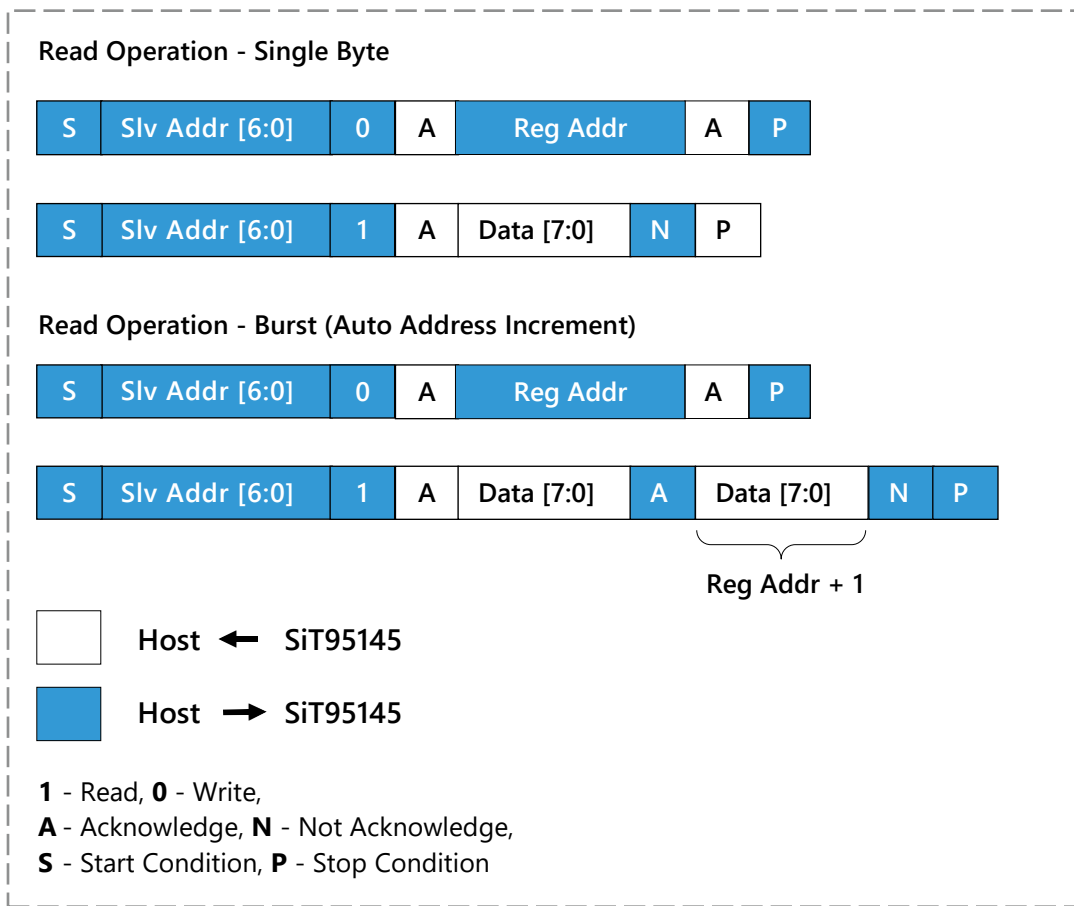 Read Operation - Single Byte
S Slv Addr [6:0] 0 A Reg Addr A P
S Slv Addr [6:0] 1 A Data [7:0] N P
Read Operation - Burst (Auto Address Increment)
S Slv Addr [6:0] 0 A Reg Addr A P
S Slv Addr [6:0] 1 A Data [7:0] A Data [7:0] N P
Reg Addr + 1
Host ← SiT95145
Host → SiT95145
1 - Read, 0 - Write,
A - Acknowledge, N - Not Acknowledge,
S - Start Condition, P - Stop Condition